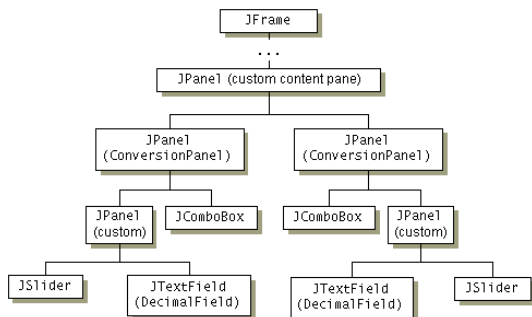 JFrame
...
JPanel (custom content pane)
JPanel
(ConversionPanel)
JPanel
(ConversionPanel)
JPanel
(custom)
JComboBox
JComboBox
JPanel
(custom)
JSlider
JTextField
(DecimalField)
JTextField
(DecimalField)
JSlider